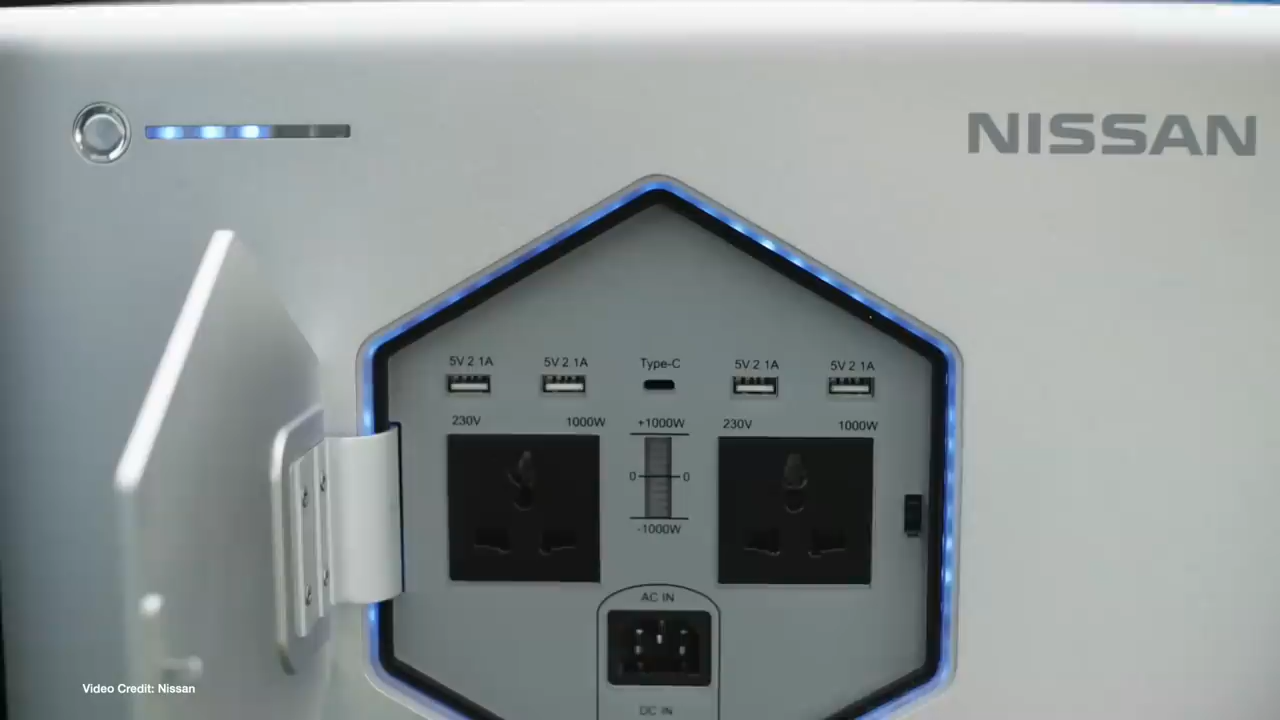 NISSAN
5V 2 1A
5V 2 1A
Type-C
5V 2 1A
5V 2 1A
230V
1000W
+1000W
230V
1000W
0
0
-1000W
AC IN
DC IN
Video Credit: Nissan